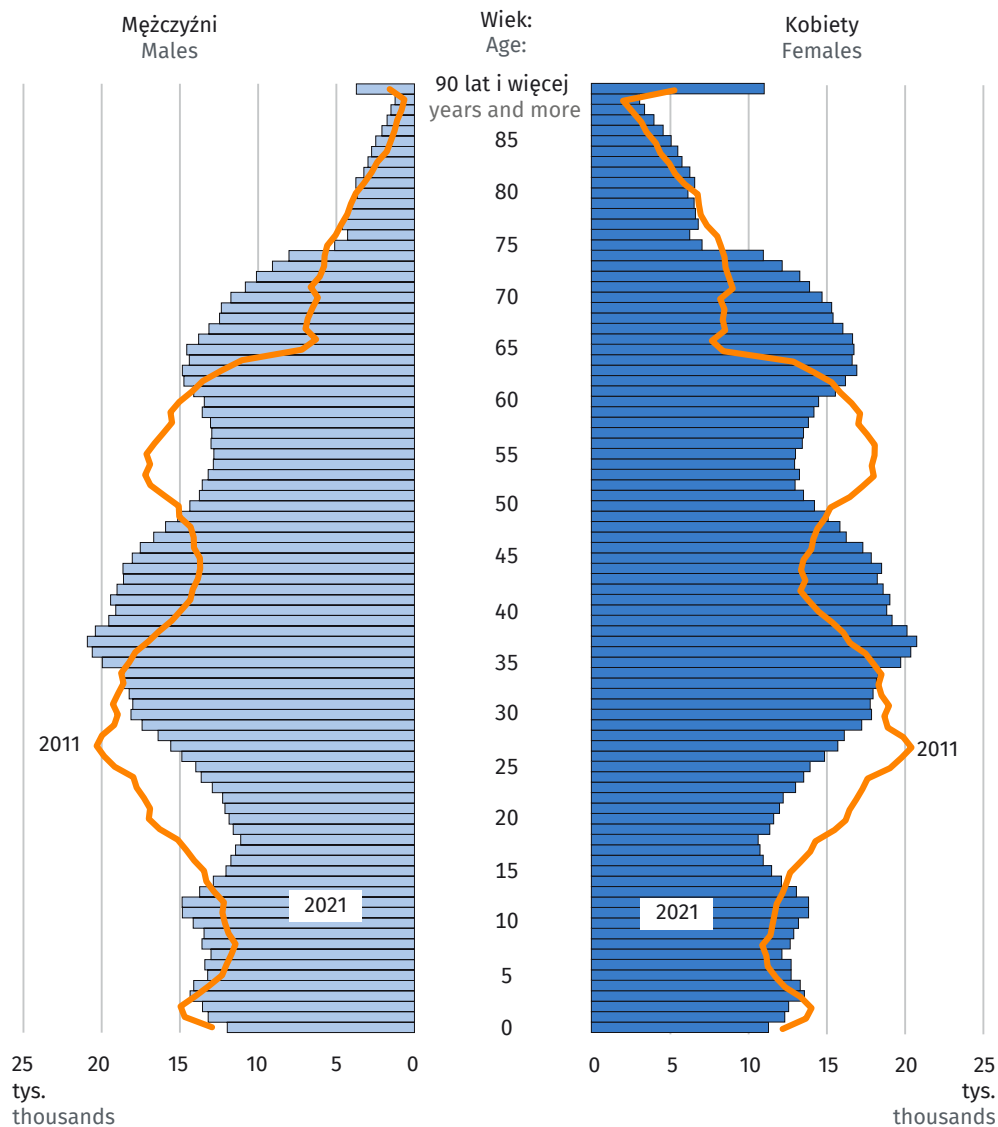 Mężczyźni
Males
Wiek:
Age:
Kobiety
Females
90 lat i więcej
years and more
85
80
75
70
65
60
55
50
45
40
35
30
2011
2011
25
20
15
2021
2021
10
5
0
25 20 15 10 5 0
0 5 10 15 20 25
tys.
thousands
tys.
thousands